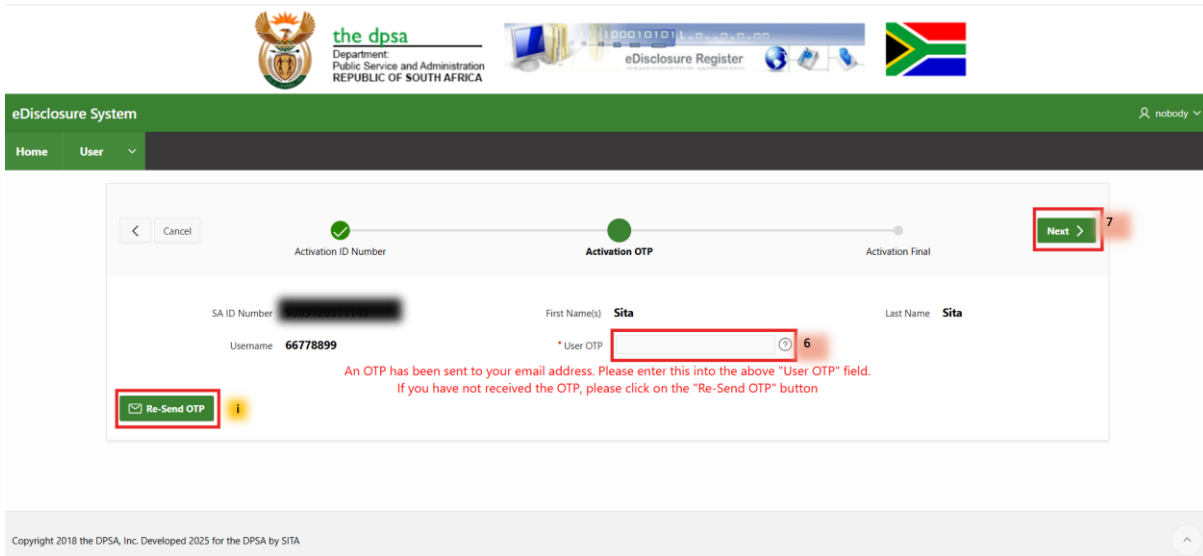 the dpsa
Department:
Public Service and Administration
REPUBLIC OF SOUTH AFRICA
eDisclosure Register
eDisclosure System
nobody
Home User
Cancel
Activation ID Number
Activation OTP
Activation Final
Next
7
SA ID Number
First Name(s) Sita
Last Name Sita
Username 66778899
* User OTP
?
6
An OTP has been sent to your email address. Please enter this into the above "User OTP" field.
If you have not received the OTP, please click on the "Re-Send OTP" button
Re-Send OTP
i
Copyright 2018 the DPSA, Inc. Developed 2025 for the DPSA by SITA